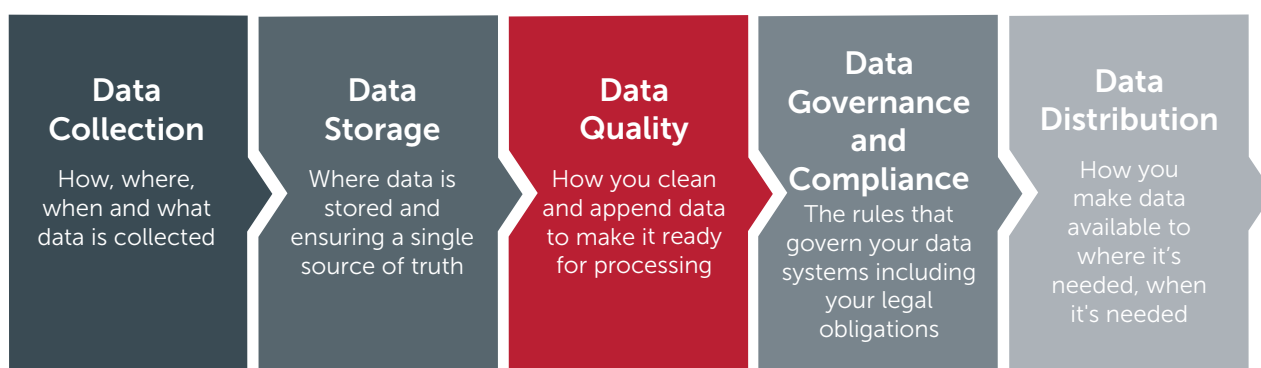 Data
Collection
How, where,
when and what
data is collected
Data
Storage
Where data is
stored and
ensuring a single
source of truth
Data
Quality
How you clean
and append data
to make it ready
for processing
Data
Governance
and
Compliance
The rules that
govern your data
systems including
your legal
obligations
Data
Distribution
How you
make data
available to
where it’s
needed, when
it's needed